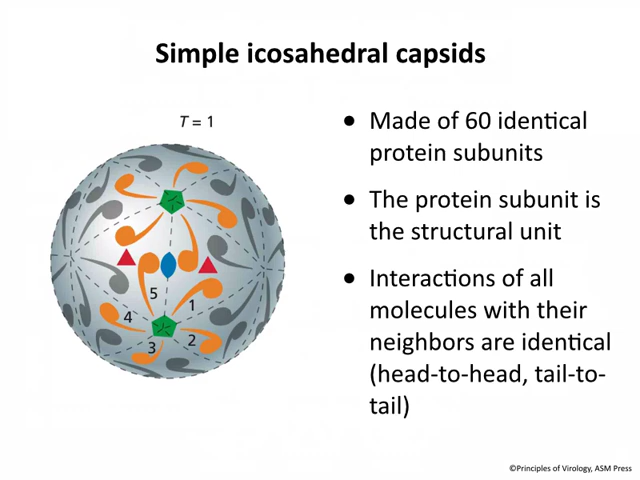 Simple icosahedral capsids
T = 1
5
1
4
3
2
● Made of 60 identical
protein subunits
● The protein subunit is
the structural unit
● Interactions of all
molecules with their
neighbors are identical
(head-to-head, tail-to-
tail)
©Principles of Virology, ASM Press